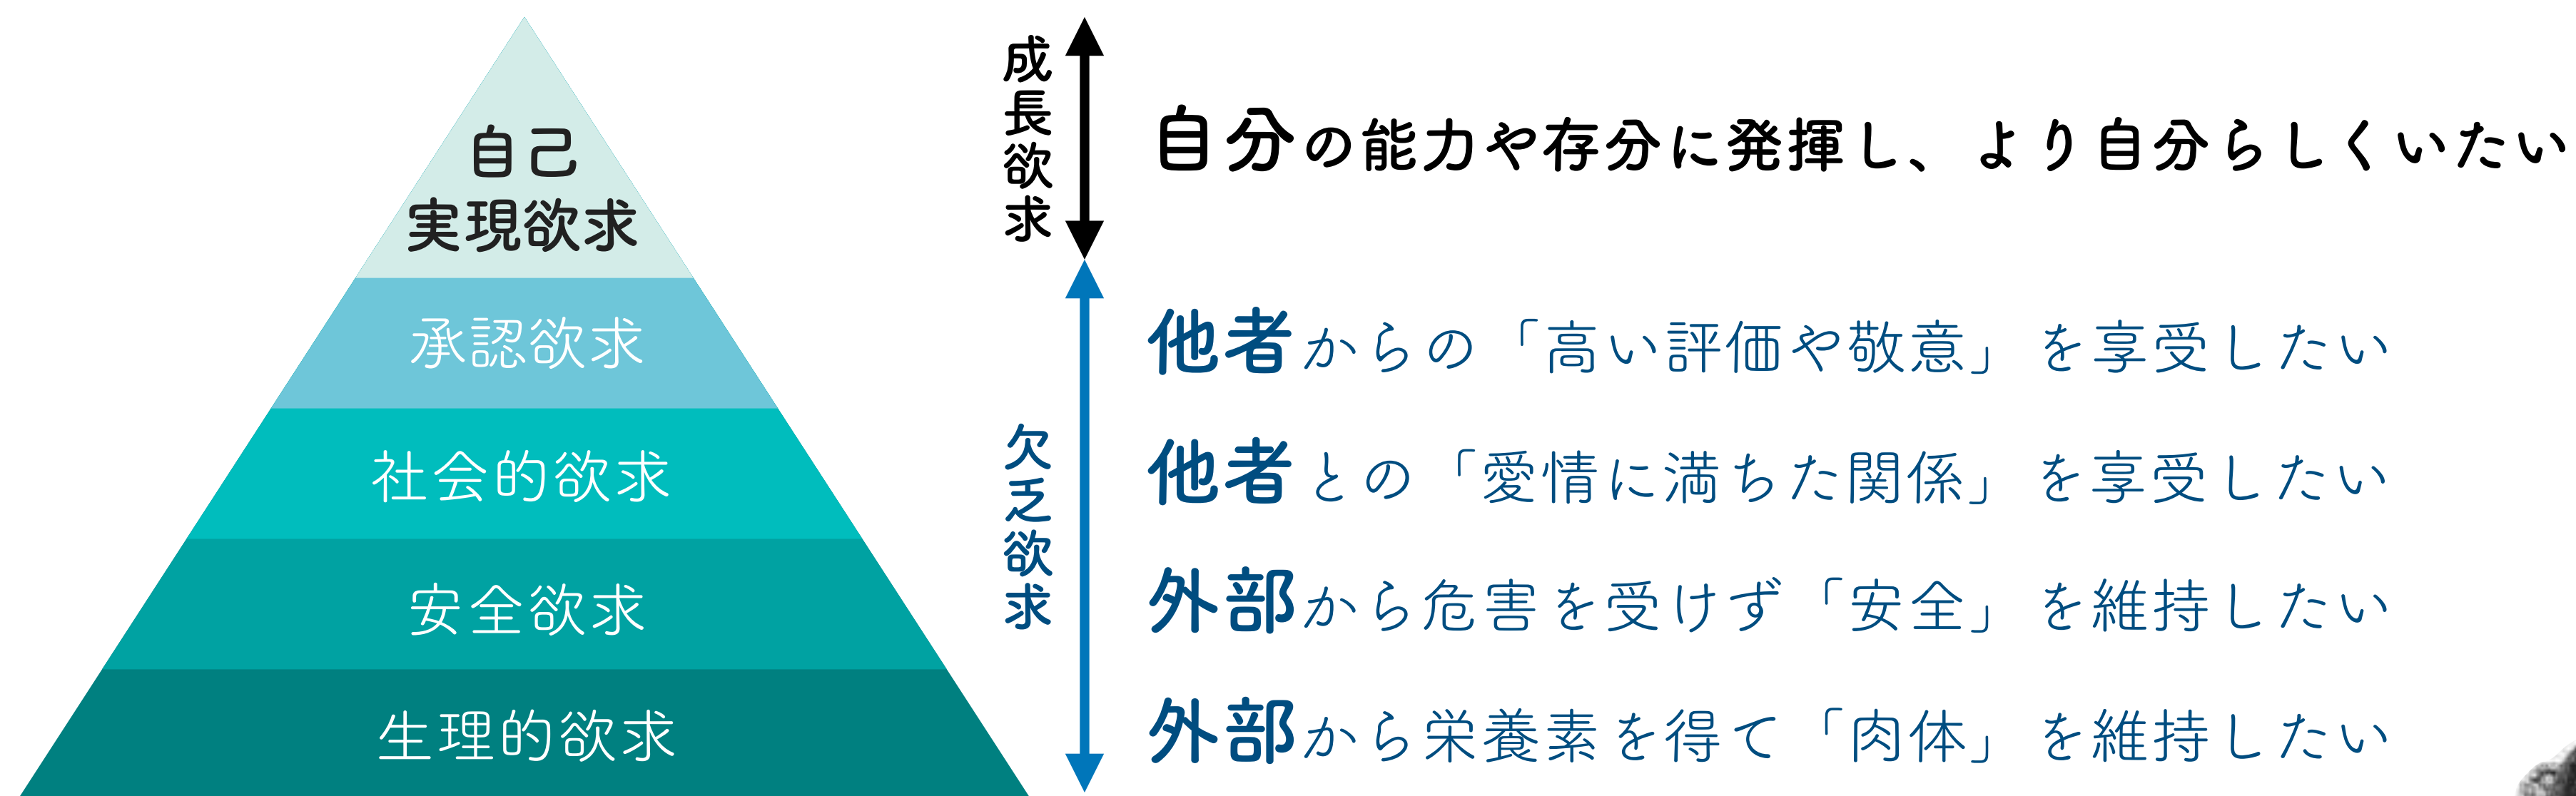 自己
実現欲求
承認欲求
社会的欲求
安全欲求
生理的欲求
成長欲求
欠乏欲求
自分の能力や存分に発揮し、より自分らしくいたい
他者からの「高い評価や敬意」を享受したい
他者との「愛情に満ちた関係」を享受したい
外部から危害を受けず「安全」を維持したい
外部から栄養素を得て「肉体」を維持したい